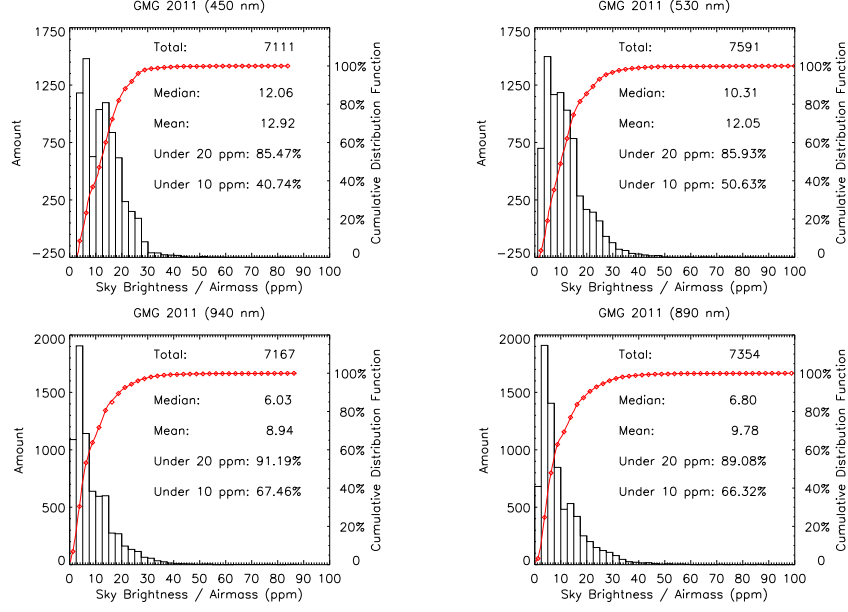 GMG 2011 (450 nm)
1750
1250
750
250
−250
Amount
Total: 7111
Median: 12.06
Mean: 12.92
Under 20 ppm: 85.47%
Under 10 ppm: 40.74%
100%
80%
60%
40%
20%
0
Cumulative Distribution Function
0 10 20 30 40 50 60 70 80 90 100
Sky Brightness / Airmass (ppm)
GMG 2011 (530 nm)
1750
1250
750
250
−250
Amount
Total: 7591
Median: 10.31
Mean: 12.05
Under 20 ppm: 85.93%
Under 10 ppm: 50.63%
100%
80%
60%
40%
20%
0
Cumulative Distribution Function
0 10 20 30 40 50 60 70 80 90 100
Sky Brightness / Airmass (ppm)
GMG 2011 (940 nm)
2000
1500
1000
500
0
Amount
Total: 7167
Median: 6.03
Mean: 8.94
Under 20 ppm: 91.19%
Under 10 ppm: 67.46%
100%
80%
60%
40%
20%
0
Cumulative Distribution Function
0 10 20 30 40 50 60 70 80 90 100
Sky Brightness / Airmass (ppm)
GMG 2011 (890 nm)
2000
1500
1000
500
0
Amount
Total: 7354
Median: 6.80
Mean: 9.78
Under 20 ppm: 89.08%
Under 10 ppm: 66.32%
100%
80%
60%
40%
20%
0
Cumulative Distribution Function
0 10 20 30 40 50 60 70 80 90 100
Sky Brightness / Airmass (ppm)